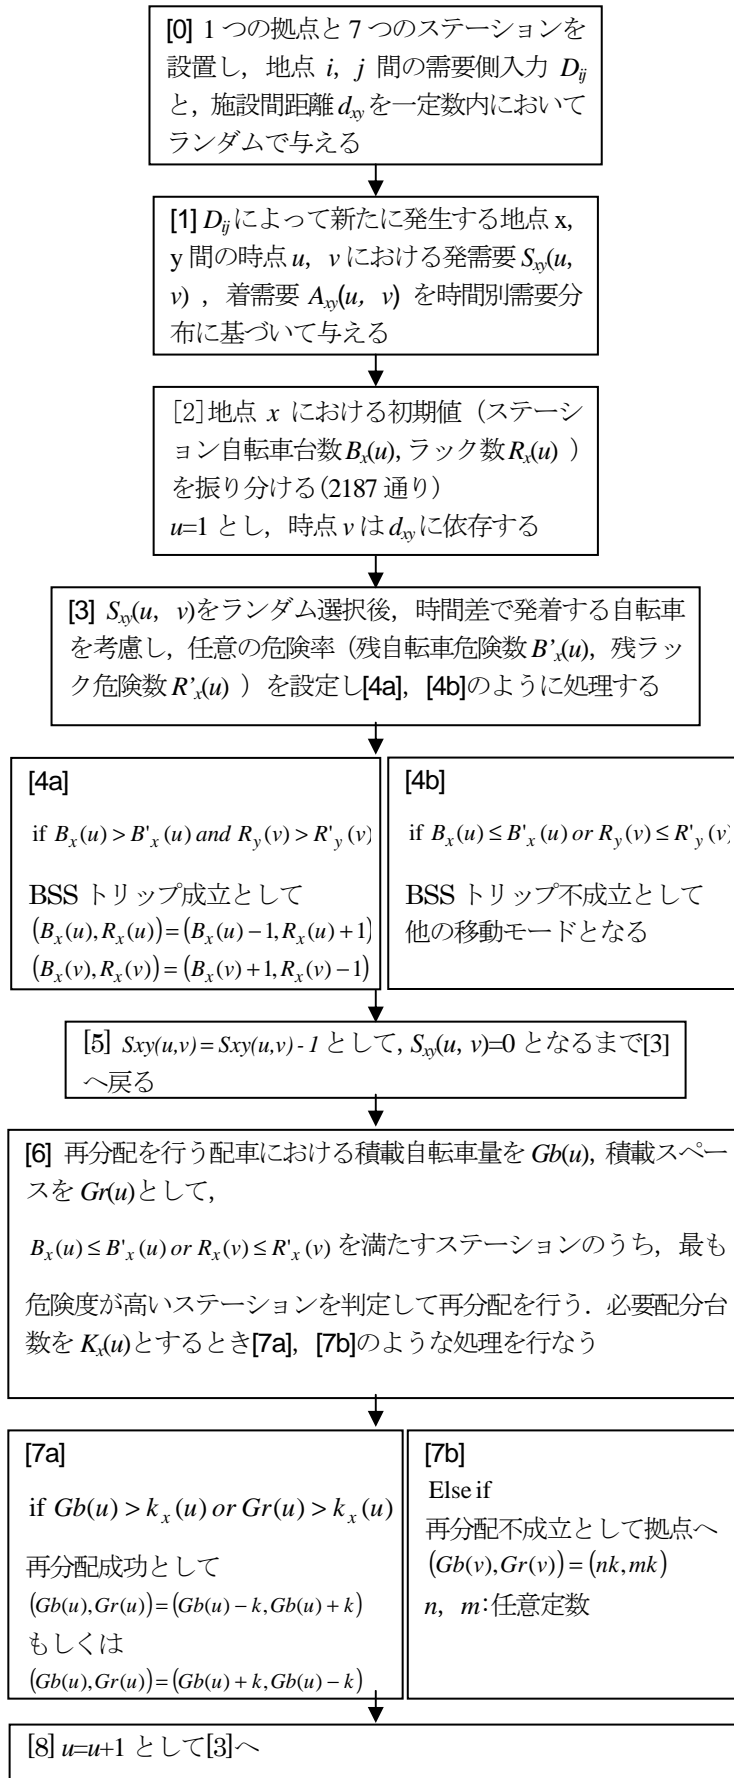 [0] 1 つの拠点と 7 つのステーションを
設置し，地点 i, j 間の需要側入力 Dij
と，施設間距離 dxy を一定数内において
ランダムで与える
[1] Dij によって新たに発生する地点 x,
y 間の時点 u, v における発需要 Sxy(u,
v) ，着需要 Axy(u, v) を時間別需要分
布に基づいて与える
[2]地点 x における初期値（ステーシ
ョン自転車台数 Bx(u), ラック数 Rx(u) ）
を振り分ける(2187 通り)
u=1 とし，時点 v は dxy に依存する
[3] Sxy(u, v)をランダム選択後，時間差で発着する自転車
を考慮し，任意の危険率（残自転車危険数 B’x(u), 残ラッ
ク危険数 R’x(u) ）を設定し[4a]，[4b]のように処理する
[4a]
if Bx(u) > B'x (u) and Ry(v) > R'y (v)
BSS トリップ成立として
(Bx(u), Rx(u)) = (Bx(u) − 1, Rx(u) + 1)
(Bx(v), Rx(v)) = (Bx(v) + 1, Rx(v) − 1)
[4b]
if Bx(u) ≤ B'x (u) or Ry(v) ≤ R'y (v)
BSS トリップ不成立として
他の移動モードとなる
[5] Sxy(u,v) = Sxy(u,v) - 1 として, Sxy(u, v)=0 となるまで[3]
へ戻る
[6] 再分配を行う配車における積載自転車量を Gb(u), 積載スペー
スを Gr(u)として，
Bx(u) ≤ B'x (u) or Rx(v) ≤ R'x (v) を満たすステーションのうち，最も
危険度が高いステーションを判定して再分配を行う．必要配分台
数を Kx(u)とするとき[7a]，[7b]のような処理を行なう
[7a]
if Gb(u) > kx(u) or Gr(u) > kx(u)
再分配成功として
(Gb(u), Gr(u)) = (Gb(u) − k, Gb(u) + k)
もしくは
(Gb(u), Gr(u)) = (Gb(u) + k, Gb(u) − k)
[7b]
Else if
再分配不成立として拠点へ
(Gb(v), Gr(v)) = (nk, mk)
n, m:任意定数
[8] u=u+1 として[3]へ